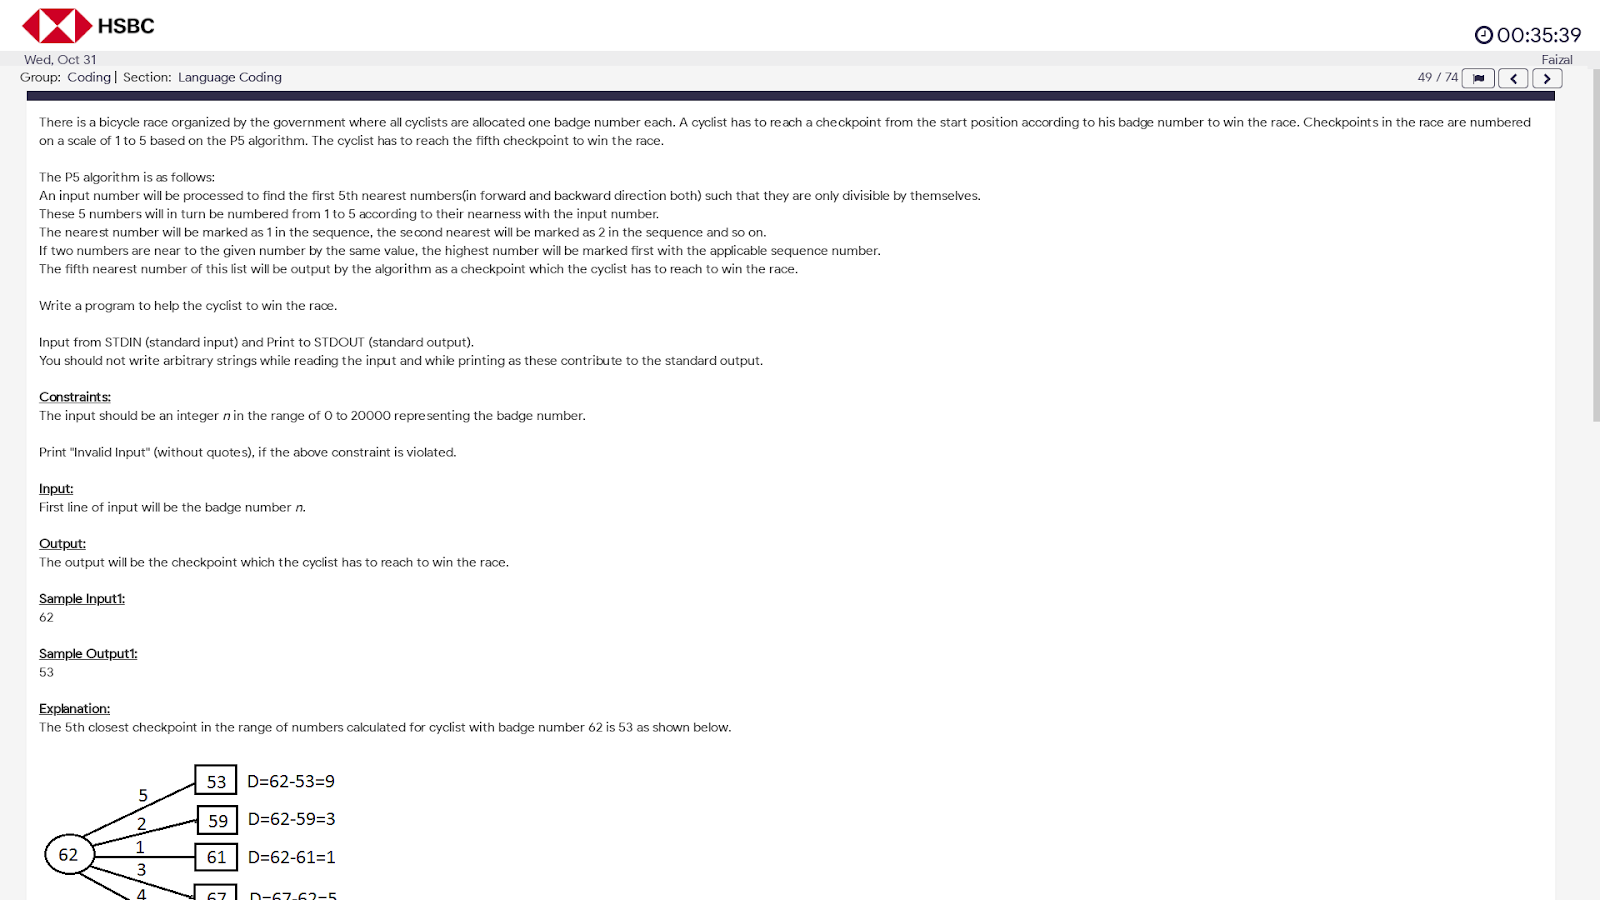 HSBC
00:35:39
Wed, Oct 31
Faizal
Group: Coding | Section: Language Coding
49 / 74
There is a bicycle race organized by the government where all cyclists are allocated one badge number each. A cyclist has to reach a checkpoint from the start position according to his badge number to win the race. Checkpoints in the race are numbered
on a scale of 1 to 5 based on the P5 algorithm. The cyclist has to reach the fifth checkpoint to win the race.
The P5 algorithm is as follows:
An input number will be processed to find the first 5th nearest numbers(in forward and backward direction both) such that they are only divisible by themselves.
These 5 numbers will in turn be numbered from 1 to 5 according to their nearness with the input number.
The nearest number will be marked as 1 in the sequence, the second nearest will be marked as 2 in the sequence and so on.
If two numbers are near to the given number by the same value, the highest number will be marked first with the applicable sequence number.
The fifth nearest number of this list will be output by the algorithm as a checkpoint which the cyclist has to reach to win the race.
Write a program to help the cyclist to win the race.
Input from STDIN (standard input) and Print to STDOUT (standard output).
You should not write arbitrary strings while reading the input and while printing as these contribute to the standard output.
Constraints:
The input should be an integer n in the range of 0 to 20000 representing the badge number.
Print "Invalid Input" (without quotes), if the above constraint is violated.
Input:
First line of input will be the badge number n.
Output:
The output will be the checkpoint which the cyclist has to reach to win the race.
Sample Input1:
62
Sample Output1:
53
Explanation:
The 5th closest checkpoint in the range of numbers calculated for cyclist with badge number 62 is 53 as shown below.
53 D=62-53=9
5
2 59 D=62-59=3
1
62 61 D=62-61=1
3
4 67 D=67-62=5